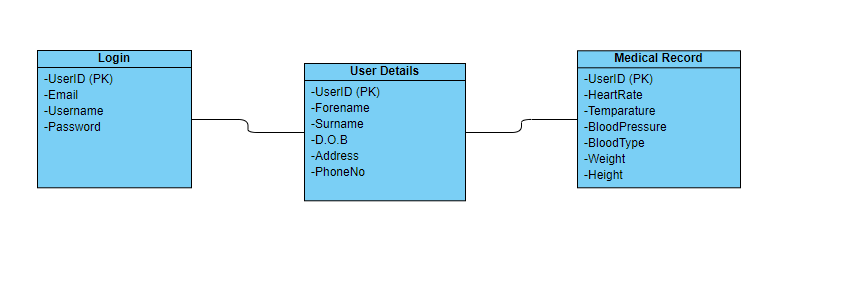 Login
-UserID (PK)
-Email
-Username
-Password
User Details
-UserID (PK)
-Forename
-Surname
-D.O.B
-Address
-PhoneNo
Medical Record
-UserID (PK)
-HeartRate
-Temparature
-BloodPressure
-BloodType
-Weight
-Height